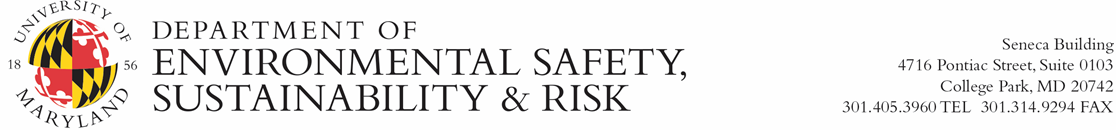 UNIVERSITY OF
18 56
MARYLAND
DEPARTMENT OF
ENVIRONMENTAL SAFETY,
SUSTAINABILITY & RISK
Seneca Building
4716 Pontiac Street, Suite 0103
College Park, MD 20742
301.405.3960 TEL 301.314.9294 FAX